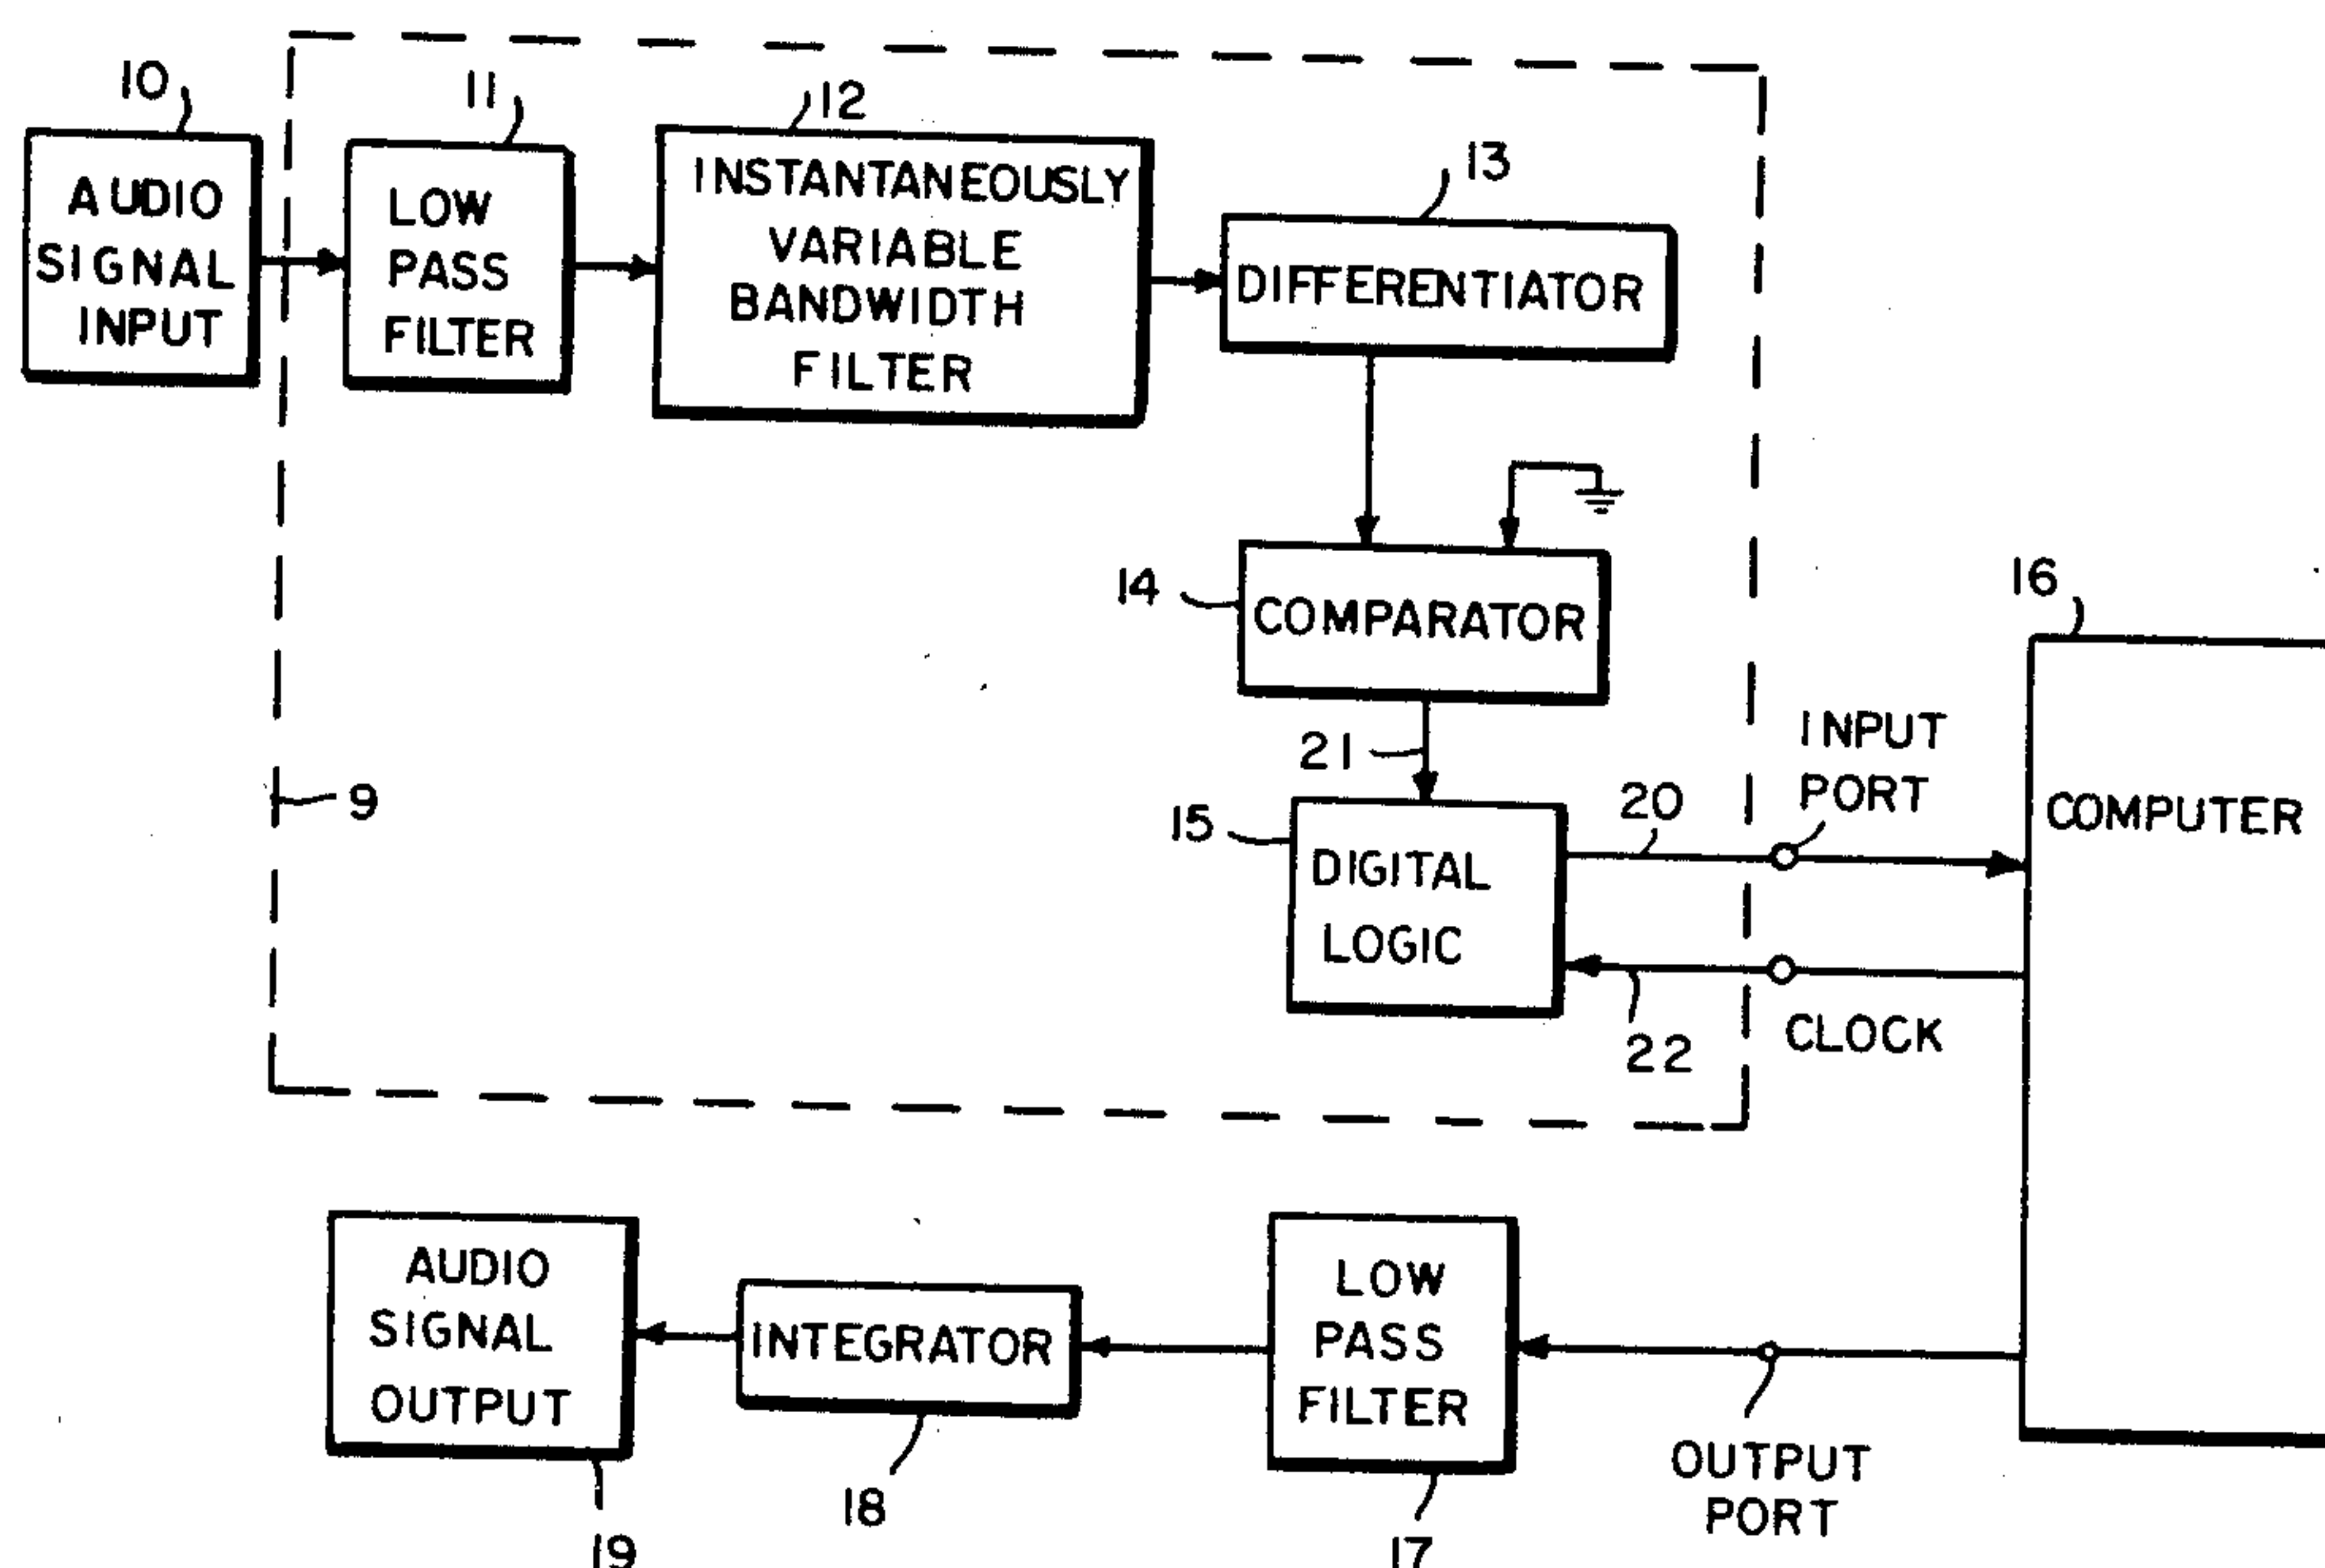 10
11
12
13
AUDIO
SIGNAL
INPUT
LOW
PASS
FILTER
INSTANTANEOUSLY
VARIABLE
BANDWIDTH
FILTER
DIFFERENTIATOR
14
COMPARATOR
16
21
INPUT
PORT
9
15
20
COMPUTER
DIGITAL
LOGIC
22
CLOCK
AUDIO
SIGNAL
OUTPUT
INTEGRATOR
LOW
PASS
FILTER
OUTPUT
PORT
18
19
17